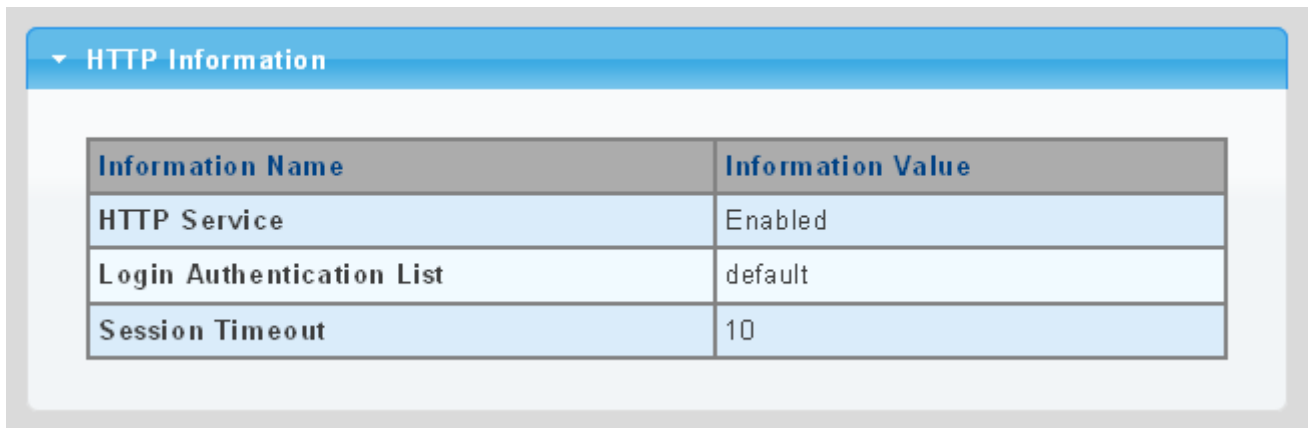 HTTP Information
Information Name Information Value
HTTP Service Enabled
Login Authentication List default
Session Timeout 10